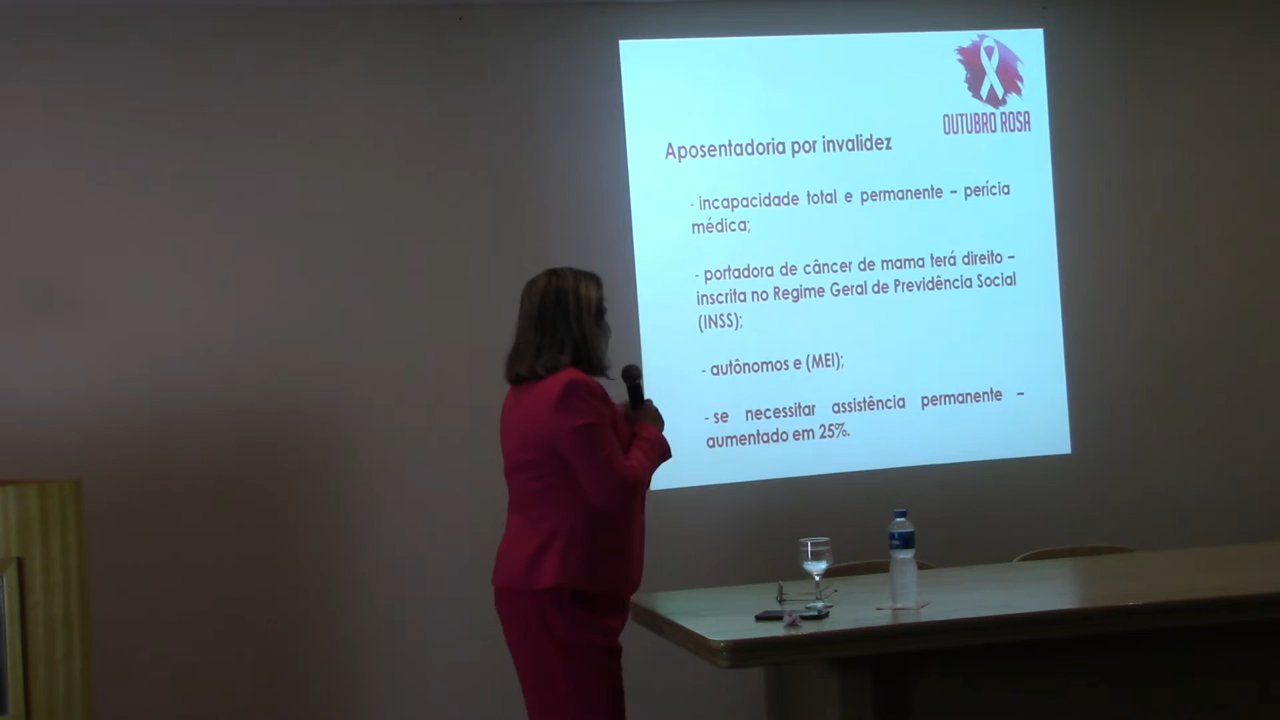 OUTUBRO ROSA
Aposentadoria por invalidez
- incapacidade total e permanente – perícia
médica;
- portadora de câncer de mama terá direito –
inscrita no Regime Geral de Previdência Social
(INSS);
- autônomos e (MEI);
- se necessitar assistência permanente –
aumentado em 25%.